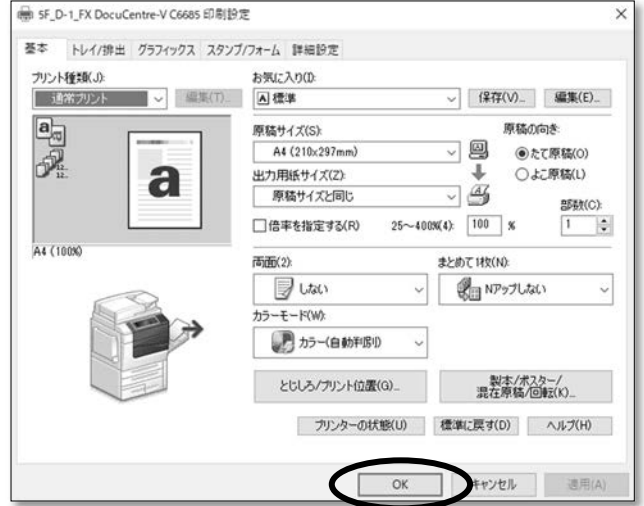 5F_D-1_FX DocuCentre-V C6685 印刷設定
基本 トレイ/排出 グラフィックス スタンプ/フォーム 詳細設定
プリント種類(J):
通常プリント 編集(T)...
a
A4 (100%)
お気に入り(I):
A 標準 保存(V)... 編集(E)...
原稿サイズ(S):
A4 (210x297mm)
原稿の向き:
たて原稿(O)
よこ原稿(L)
出力用紙サイズ(Z):
原稿サイズと同じ
部数(C):
倍率を指定する(R) 25～400%(4): 100 % 1
両面(2): まとめて1枚(N):
しない Nアップしない
カラーモード(W):
カラー(自動判別)
とじしろ/プリント位置(G)...
製本/ポスター/
混在原稿/回転(K)...
プリンターの状態(U) 標準に戻す(D) ヘルプ(H)
OK キャンセル 適用(A)